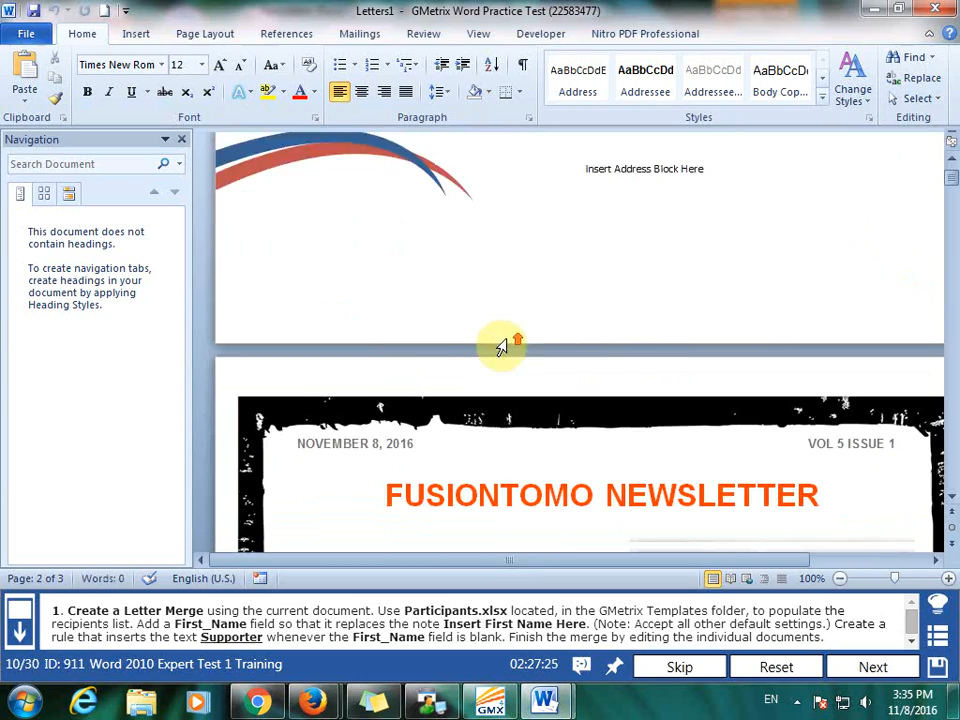 Letters1 - GMetrix Word Practice Test (22583477)
File Home Insert Page Layout References Mailings Review View Developer Nitro PDF Professional
Times New Rom 12 Aa AaBbCcDdE AaBbCcDd AaBbCcDd AaBbCcD Find
Paste B I U abc x₂ x² A ab A Address Addressee Addressee... Body Cop... Change Styles Replace
Select
Clipboard Font Paragraph Styles Editing
Navigation
Search Document
This document does not
contain headings.
To create navigation tabs,
create headings in your
document by applying
Heading Styles.
Insert Address Block Here
NOVEMBER 8, 2016 VOL 5 ISSUE 1
FUSIONTOMO NEWSLETTER
Page: 2 of 3 Words: 0 English (U.S.) 100%
1. Create a Letter Merge using the current document. Use Participants.xlsx located, in the GMetrix Templates folder, to populate the
recipients list. Add a First_Name field so that it replaces the note Insert First Name Here. (Note: Accept all other default settings.) Create a
rule that inserts the text Supporter whenever the First_Name field is blank. Finish the merge by editing the individual documents.
10/30 ID: 911 Word 2010 Expert Test 1 Training 02:27:25 Skip Reset Next
GMX EN 3:35 PM
11/8/2016